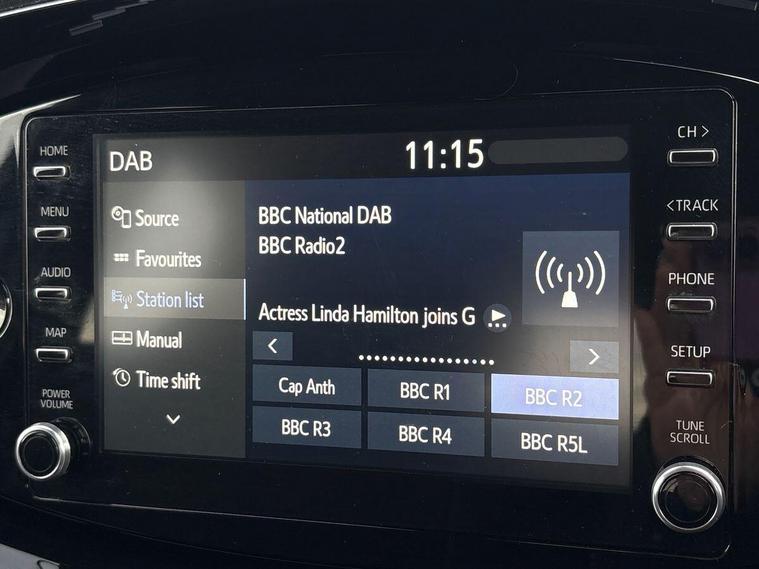 HOME
MENU
AUDIO
MAP
POWER
VOLUME
DAB
11:15
Source
Favourites
Station list
Manual
Time shift
BBC National DAB
BBC Radio2
Actress Linda Hamilton joins G
Cap Anth
BBC R1
BBC R2
BBC R3
BBC R4
BBC R5L
CH >
< TRACK
PHONE
SETUP
TUNE
SCROLL